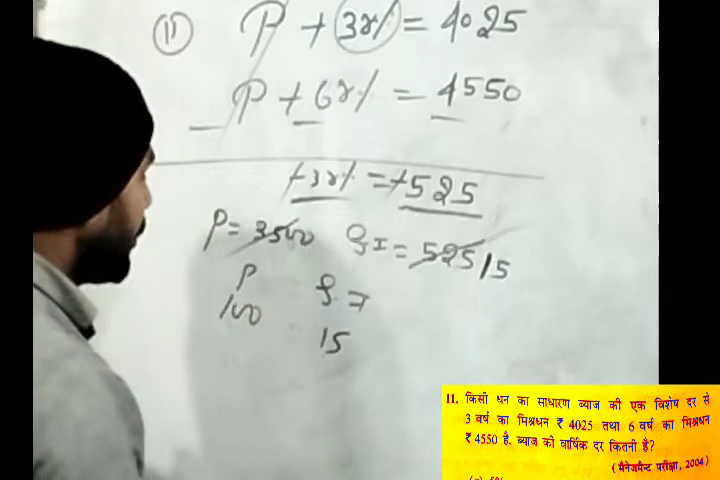 11 P + 3r% = 4025
P + 6r% = 4550
+3r% = +525
P = 3500 SI = 525 15
P SI
100 15
11. किसी धन का साधारण ब्याज की एक विशेष दर से
3 वर्ष का मिश्रधन ₹ 4025 तथा 6 वर्ष का मिश्रधन
₹ 4550 है. ब्याज की वार्षिक दर कितनी है?
(मैनेजमैन्ट परीक्षा, 2004)